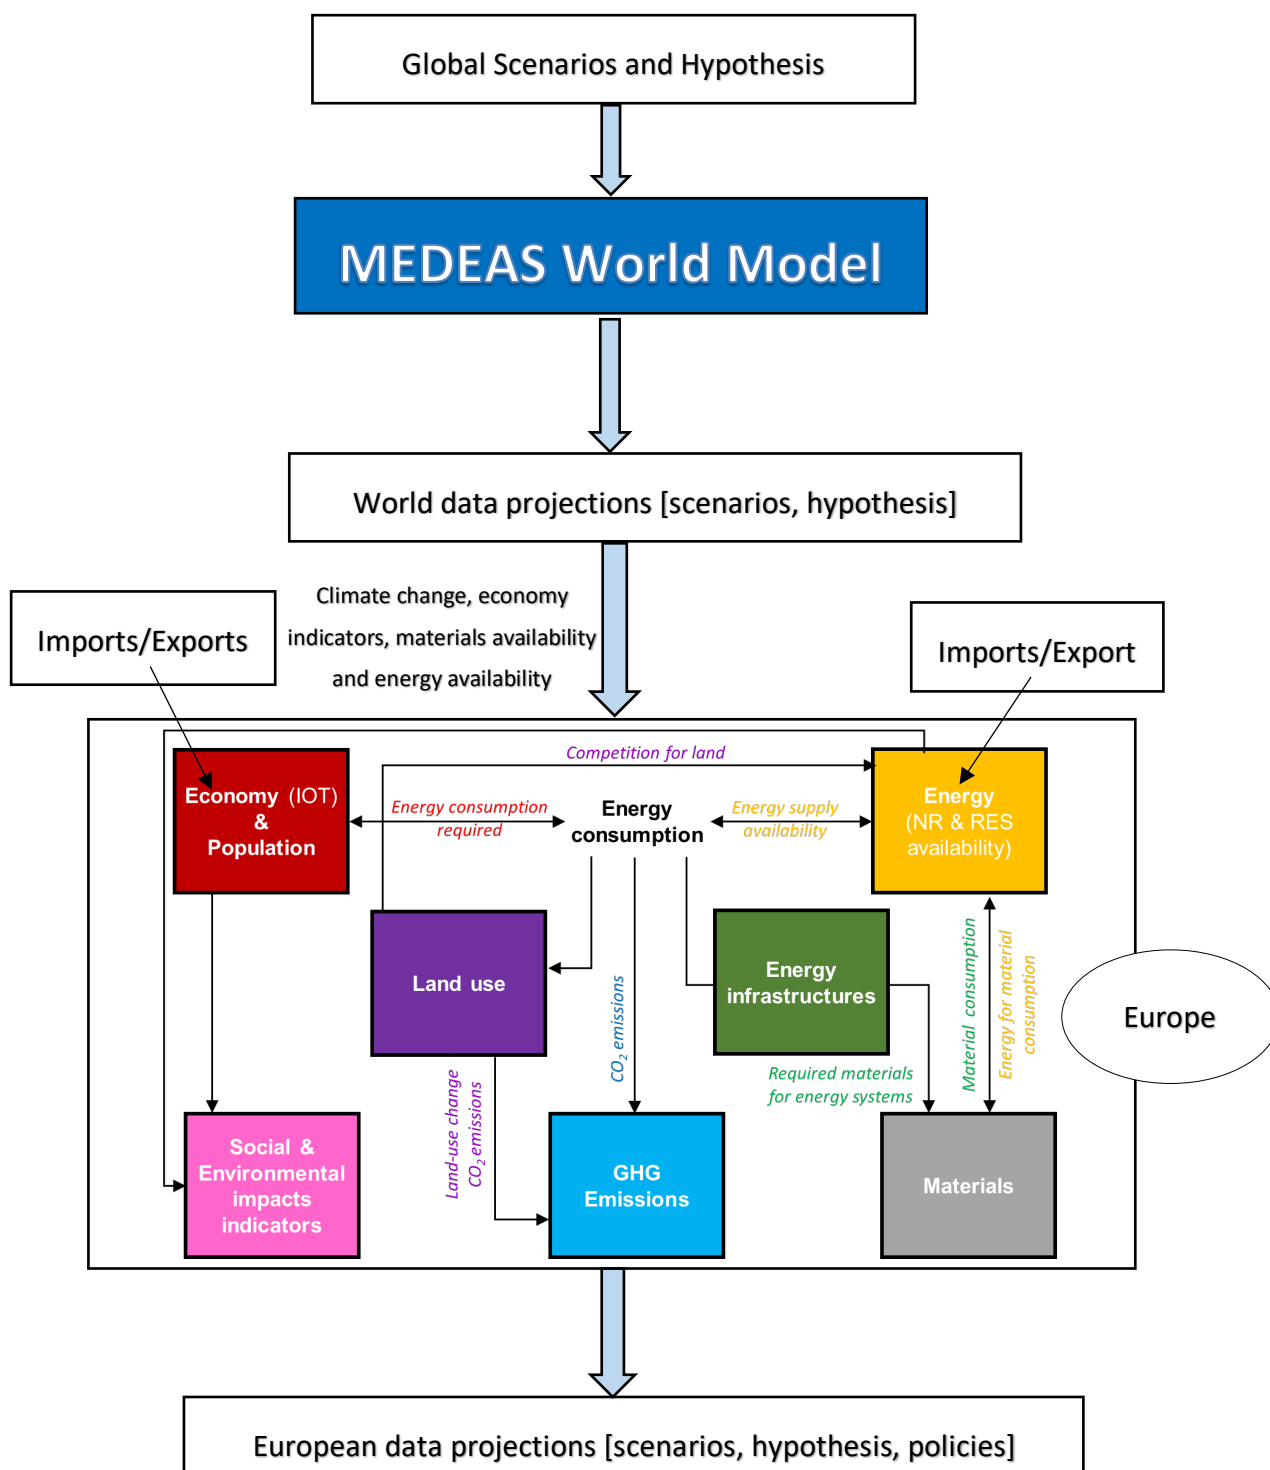 Global Scenarios and Hypothesis
MEDEAS World Model
World data projections [scenarios, hypothesis]
Climate change, economy
indicators, materials availability
and energy availability
Imports/Exports
Imports/Export
Competition for land
Economy (IOT)
&
Population
Energy consumption
required
Energy
consumption
Energy supply
availability
Energy
(NR & RES
availability)
Land use
Energy
infrastructures
Material consumption
Energy for material
consumption
Europe
CO₂ emissions
Land-use change
CO₂ emissions
Required materials
for energy systems
Social &
Environmental
impacts
indicators
GHG
Emissions
Materials
European data projections [scenarios, hypothesis, policies]